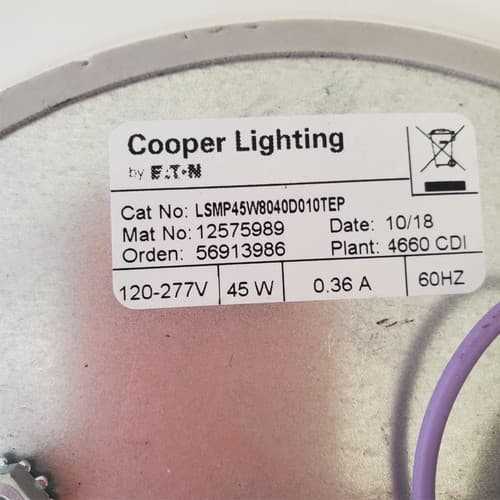 Cooper Lighting
by EATON
Cat No: LSMP45W8040D010TEP
Mat No: 12575989 Date: 10/18
Orden: 56913986 Plant: 4660 CDI
120-277V 45 W 0.36 A 60HZ